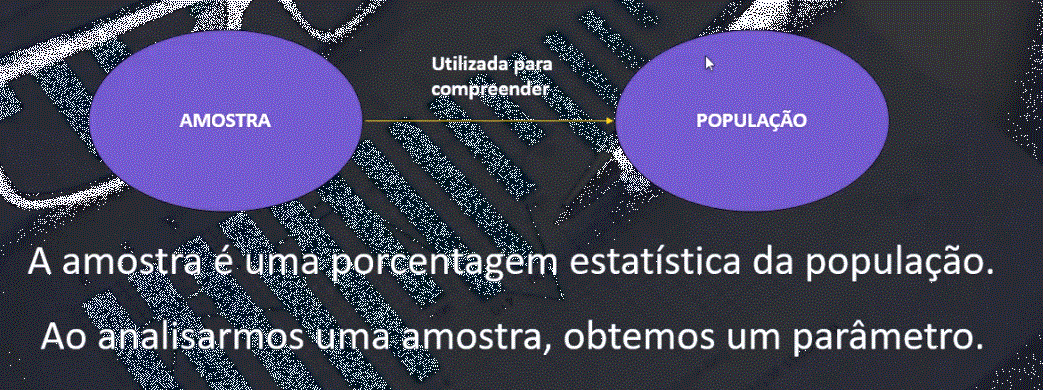 Utilizada para
compreender
AMOSTRA
POPULAÇÃO
A amostra é uma porcentagem estatística da população.
Ao analisarmos uma amostra, obtemos um parâmetro.